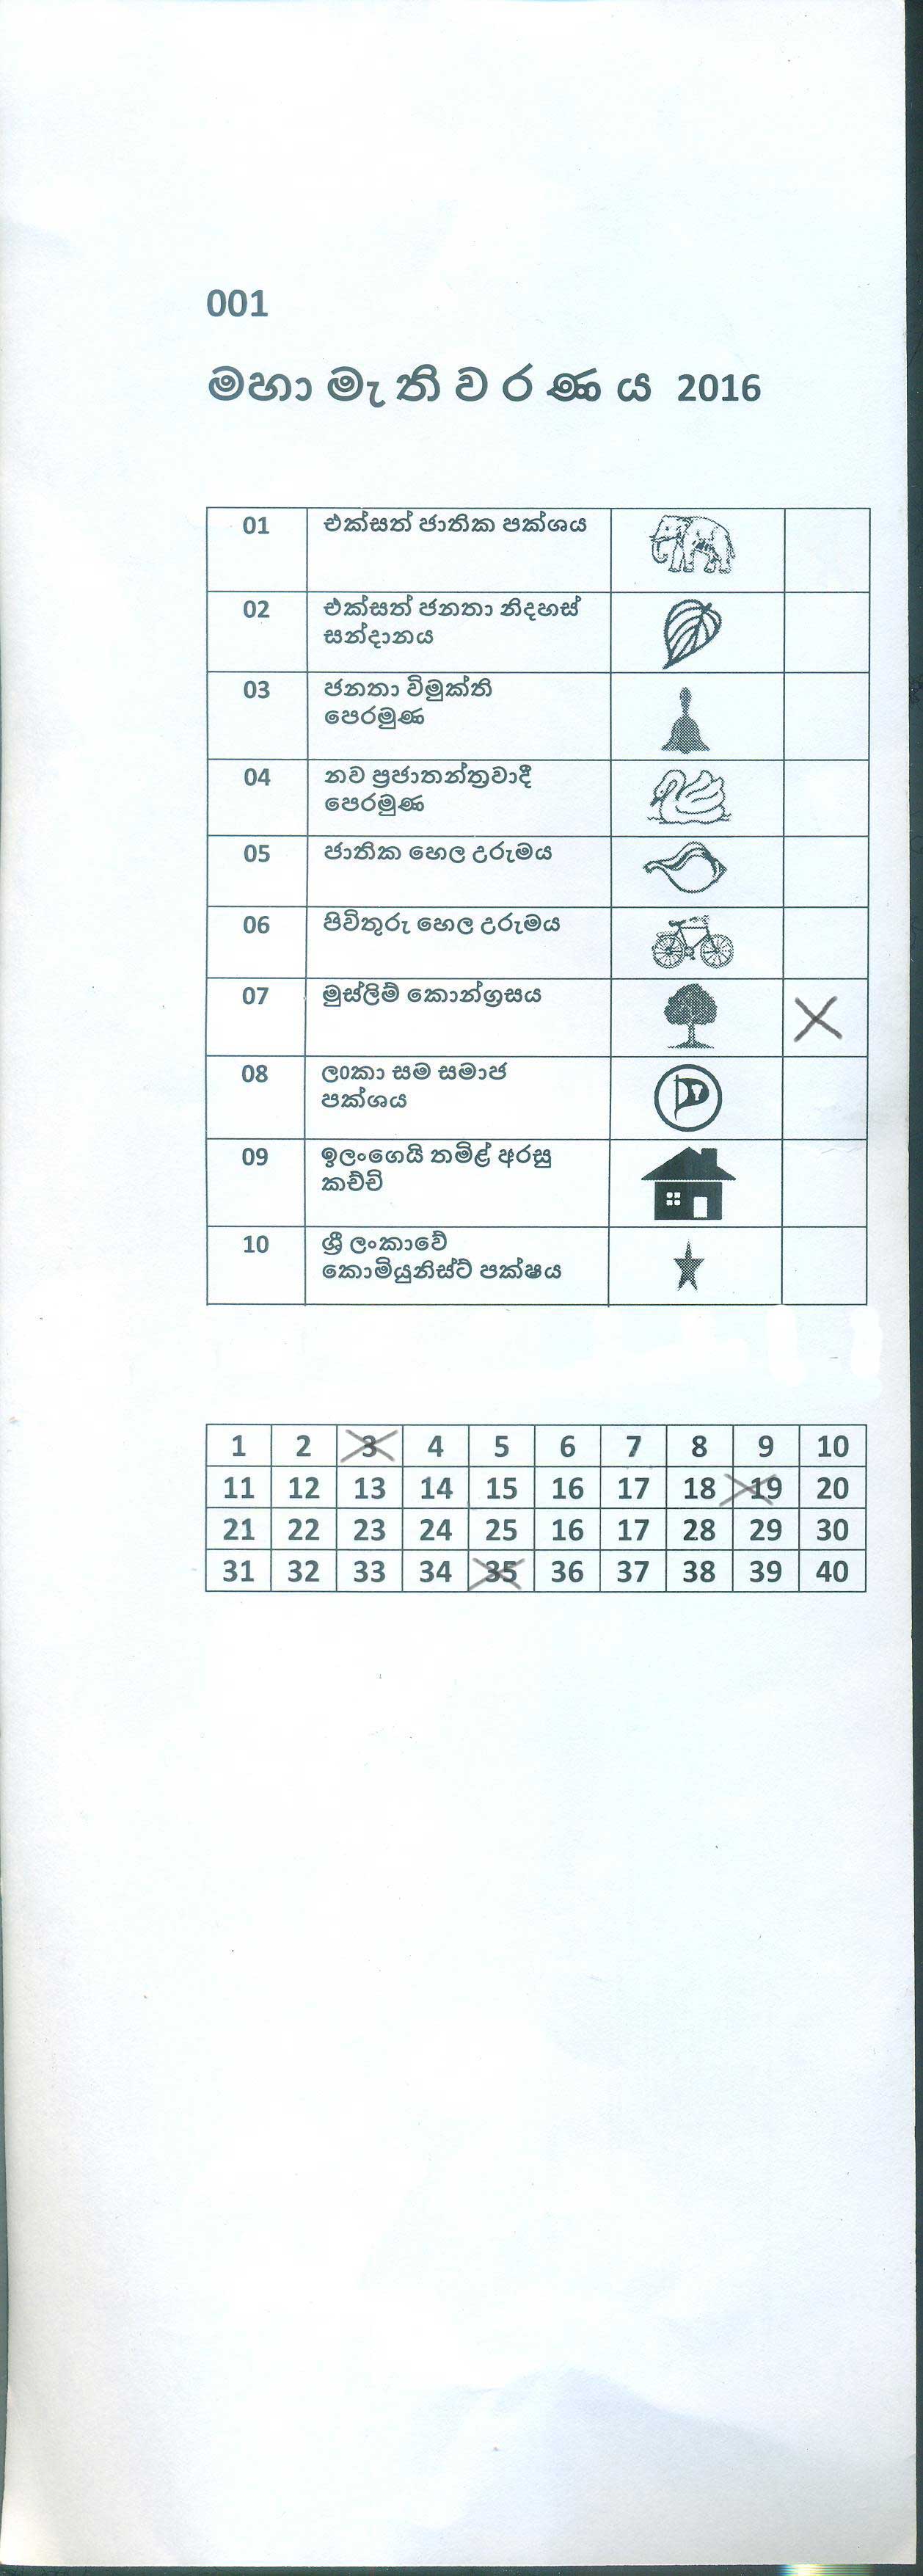 001
මහා මැතිවරණය 2016
01 එක්සත් ජාතික පක්ශය
02 එක්සත් ජනතා නිදහස්
සන්දානය
03 ජනතා විමුක්ති
පෙරමුණ
04 නව ප්‍රජාතන්ත්‍රවාදී
පෙරමුණ
05 ජාතික හෙල උරුමය
06 පිවිතුරු හෙල උරුමය
07 මුස්ලිම් කොන්ග්‍රසය
08 ල0කා සම සමාජ
පක්ශය
09 ඉලංගෙයි තමිළ් අරසු
කච්චි
10 ශ්‍රී ලංකාවේ
කොමියුනිස්ට් පක්ෂය
1 2 3 4 5 6 7 8 9 10
11 12 13 14 15 16 17 18 19 20
21 22 23 24 25 16 17 28 29 30
31 32 33 34 35 36 37 38 39 40